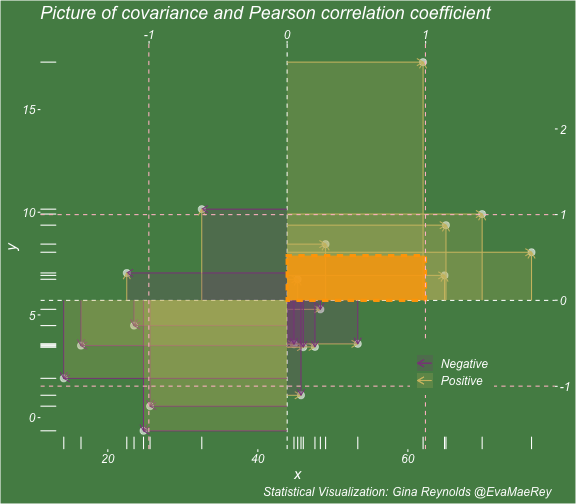 Picture of covariance and Pearson correlation coefficient
-1 0 1
15
10
5
0
y
2
1
0
-1
Negative
Positive
20 40 60
x
Statistical Visualization: Gina Reynolds @EvaMaeRey